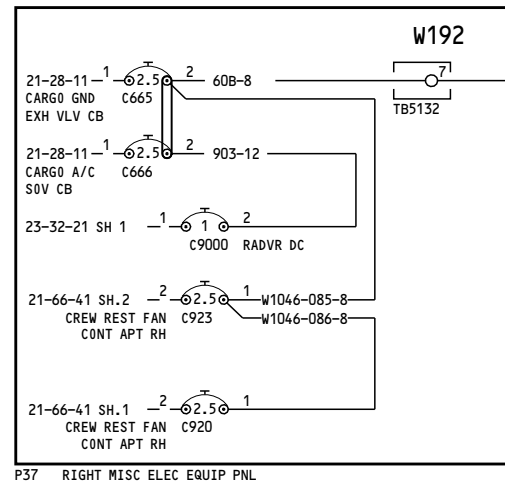 W192
21-28-11 1 2.5 2 60B-8 7
CARGO GND C665 TB5132
EXH VLV CB
21-28-11 1 2.5 2 903-12
CARGO A/C C666
SOV CB
23-32-21 SH 1 1 1 2
C9000 RADVR DC
21-66-41 SH.2 2 2.5 1 W1046-085-8
CREW REST FAN C923 W1046-086-8
CONT APT RH
21-66-41 SH.1 2 2.5 1
CREW REST FAN C920
CONT APT RH
P37 RIGHT MISC ELEC EQUIP PNL